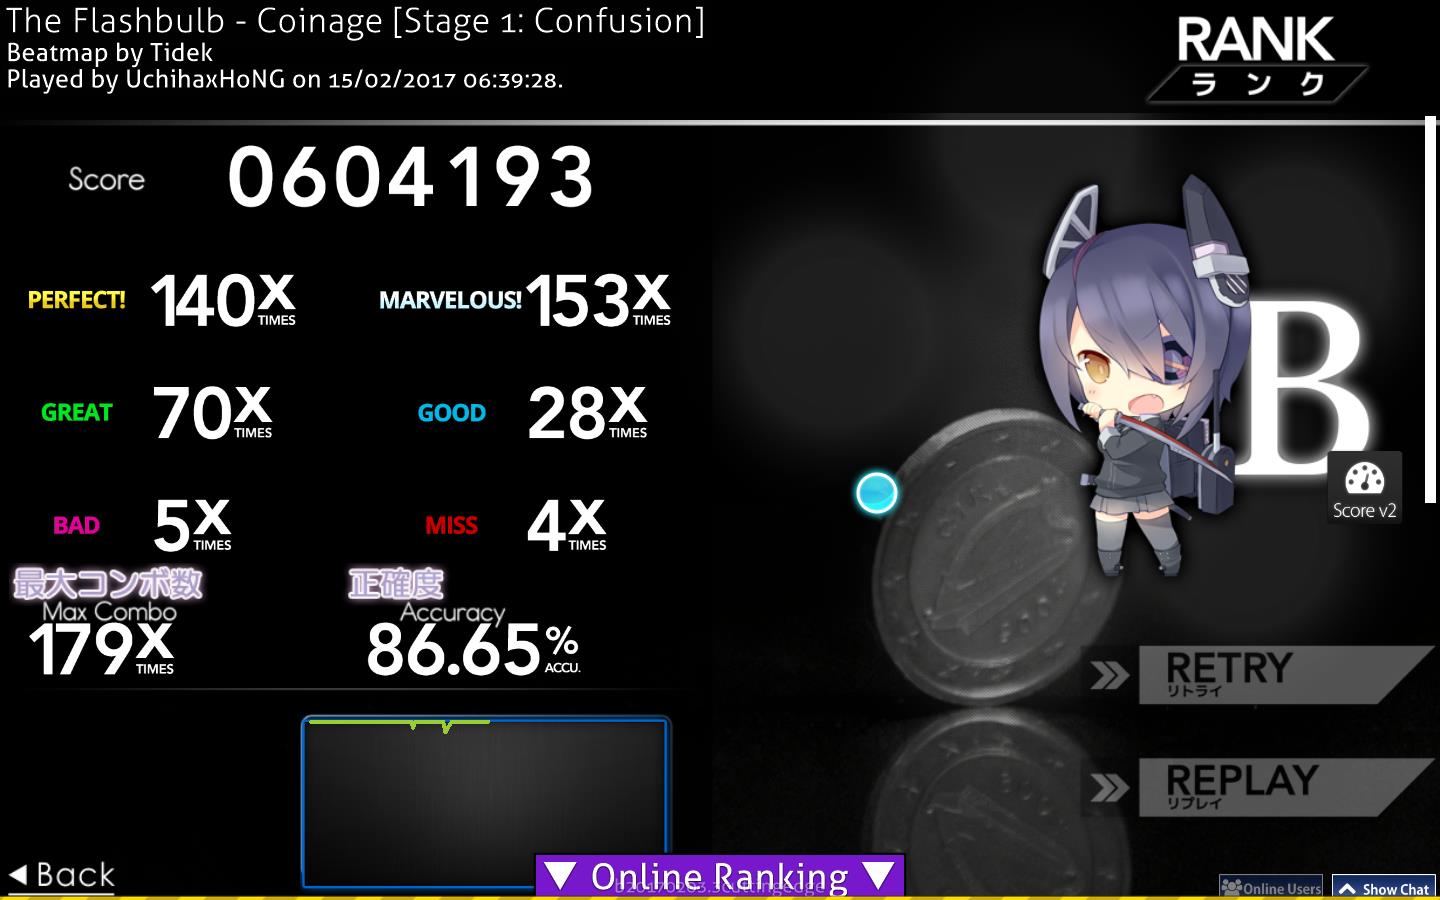 The Flashbulb - Coinage [Stage 1: Confusion]
Beatmap by Tidek
Played by UchihaxHoNG on 15/02/2017 06:39:28.
RANK
ランク
Score 0604193
PERFECT! 140X TIMES MARVELOUS! 153X TIMES
GREAT 70X TIMES GOOD 28X TIMES
BAD 5X TIMES MISS 4X TIMES
最大コンボ数 正確度
Max Combo Accuracy
179X TIMES 86.65% ACCU.
B
Score v2
RETRY
リトライ
REPLAY
リプレイ
Back
Online Ranking
b20170203.3cuttingedge
Online Users
Show Chat